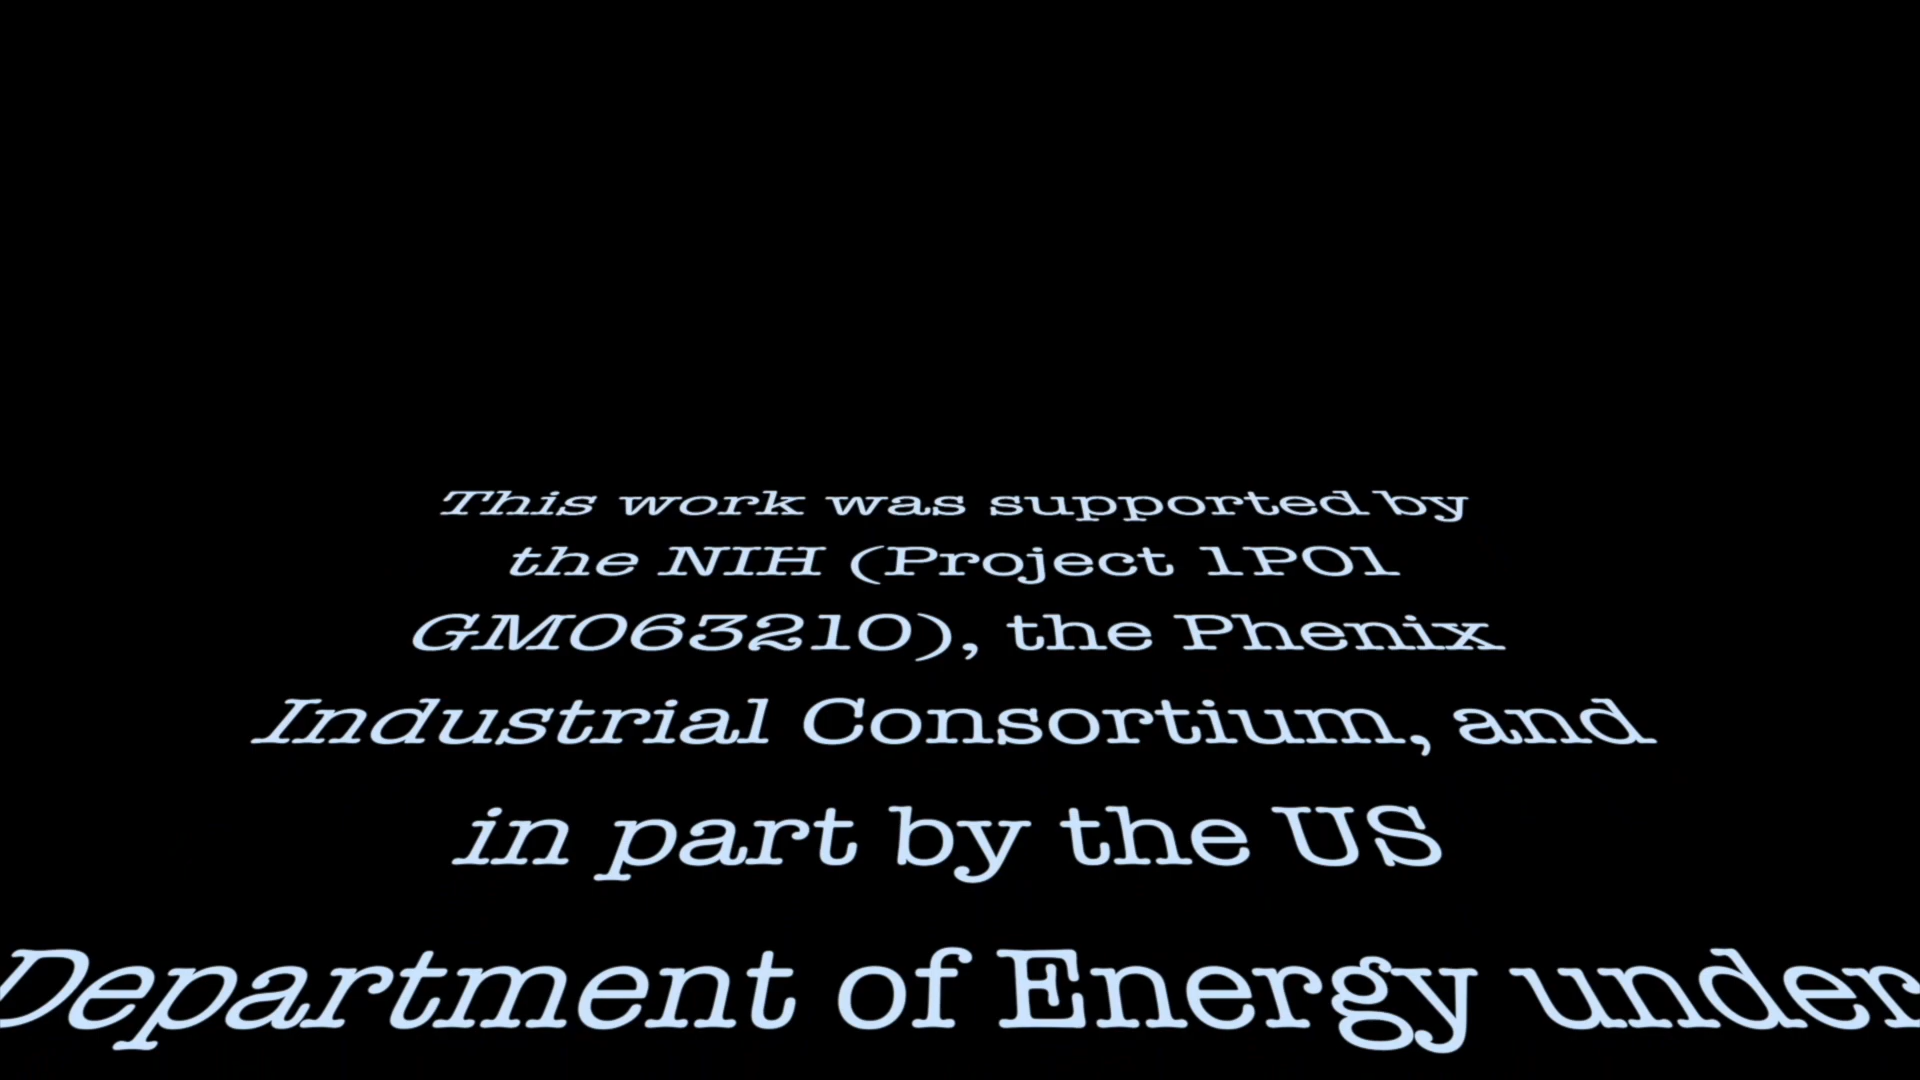 This work was supported by
the NIH (Project 1P01
GM063210), the Phenix
Industrial Consortium, and
in part by the US
Department of Energy under